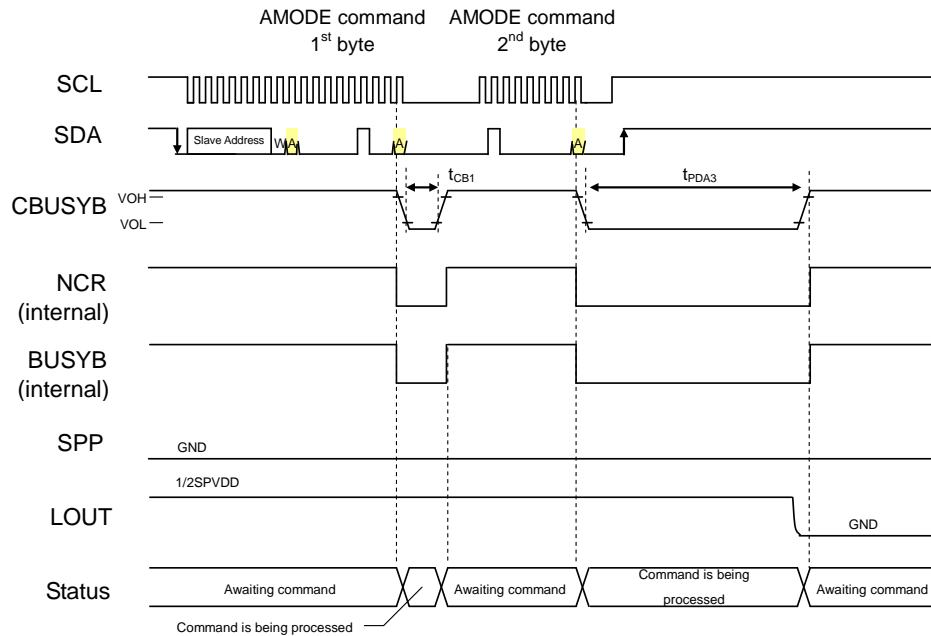 AMODE command
1st byte
AMODE command
2nd byte
SCL
SDA
Slave Address
W
A
A
A
tCB1
tPDA3
CBUSYB
VOH
VOL
NCR
(internal)
BUSYB
(internal)
SPP
GND
1/2SPVDD
LOUT
GND
Status
Awaiting command
Awaiting command
Command is being
processed
Awaiting command
Command is being processed